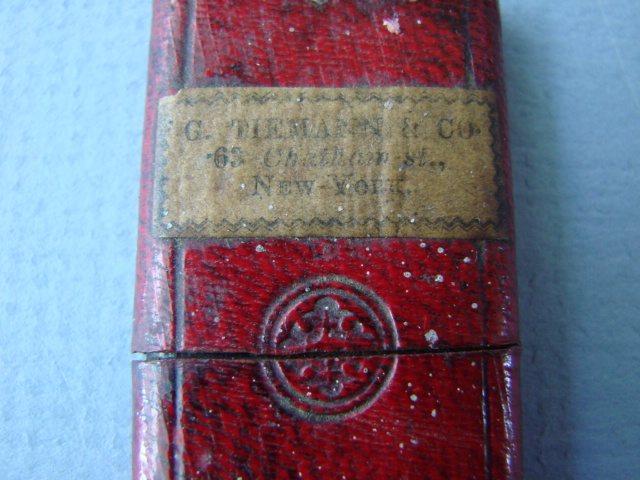 G. TIEMANN & CO
63 Chatham st.,
NEW YORK.